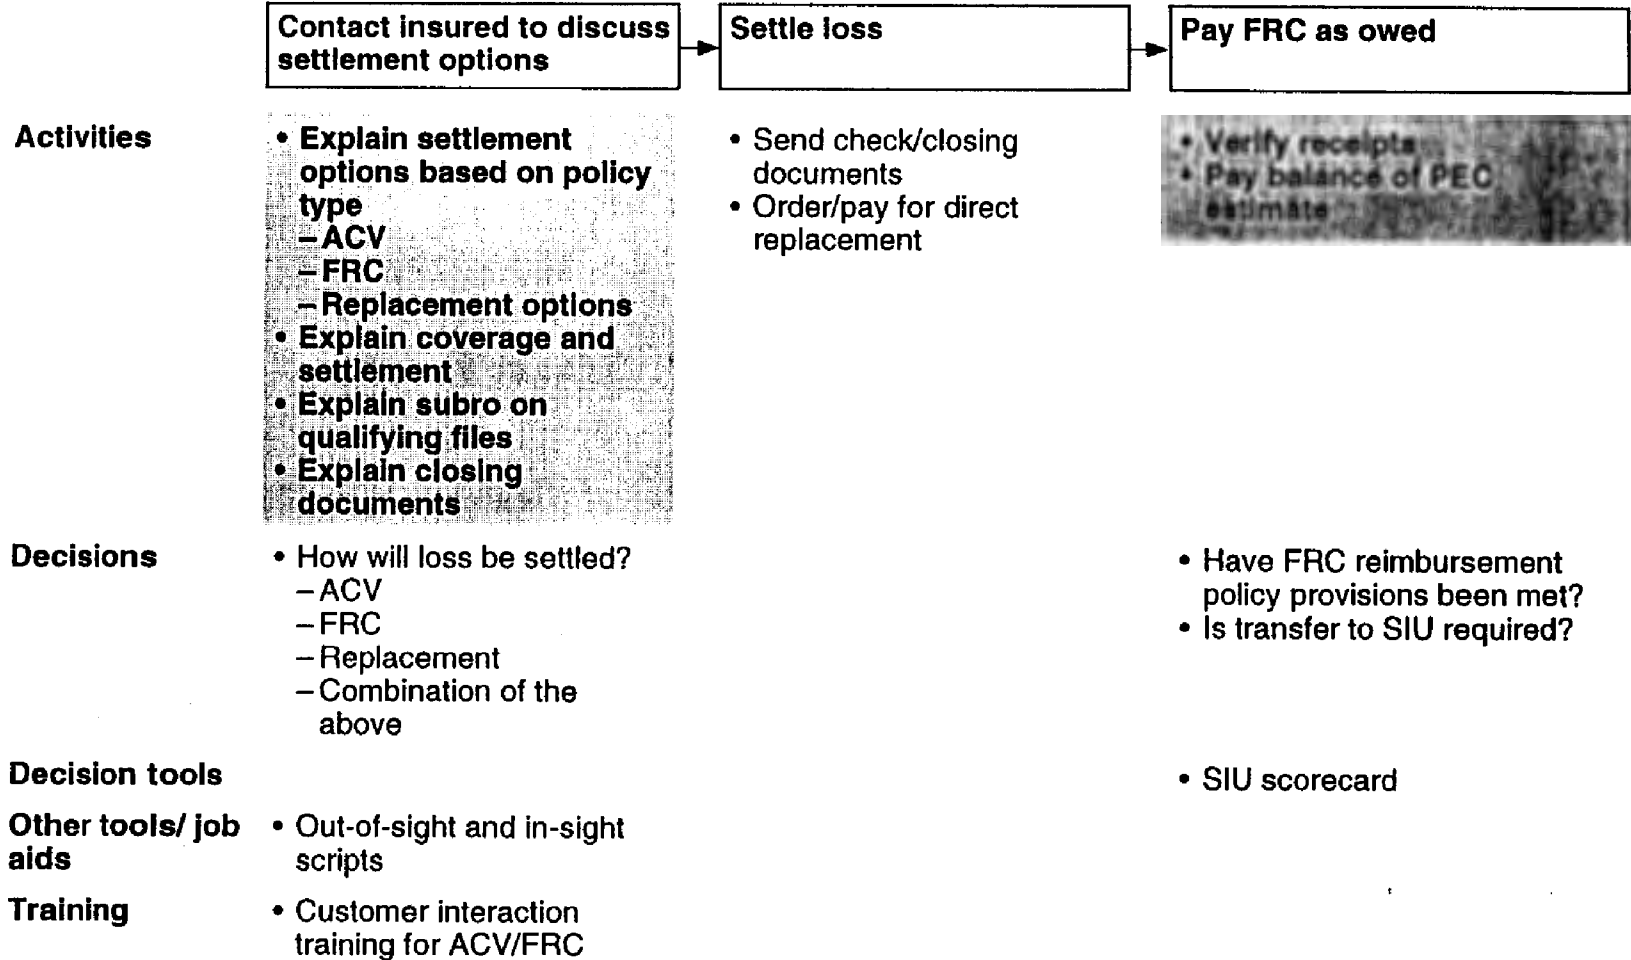 Contact insured to discuss
settlement options
Settle loss
Pay FRC as owed
Activities
• Explain settlement
options based on policy
type
– ACV
– FRC
– Replacement options
• Explain coverage and
settlement
• Explain subro on
qualifying files
• Explain closing
documents
• Send check/closing
documents
• Order/pay for direct
replacement
• Verify receipts
• Pay balance of
estimate
Decisions
• How will loss be settled?
– ACV
– FRC
– Replacement
– Combination of the
above
• Have FRC reimbursement
policy provisions been met?
• Is transfer to SIU required?
Decision tools
• SIU scorecard
Other tools/ job
aids
• Out-of-sight and in-sight
scripts
Training
• Customer interaction
training for ACV/FRC